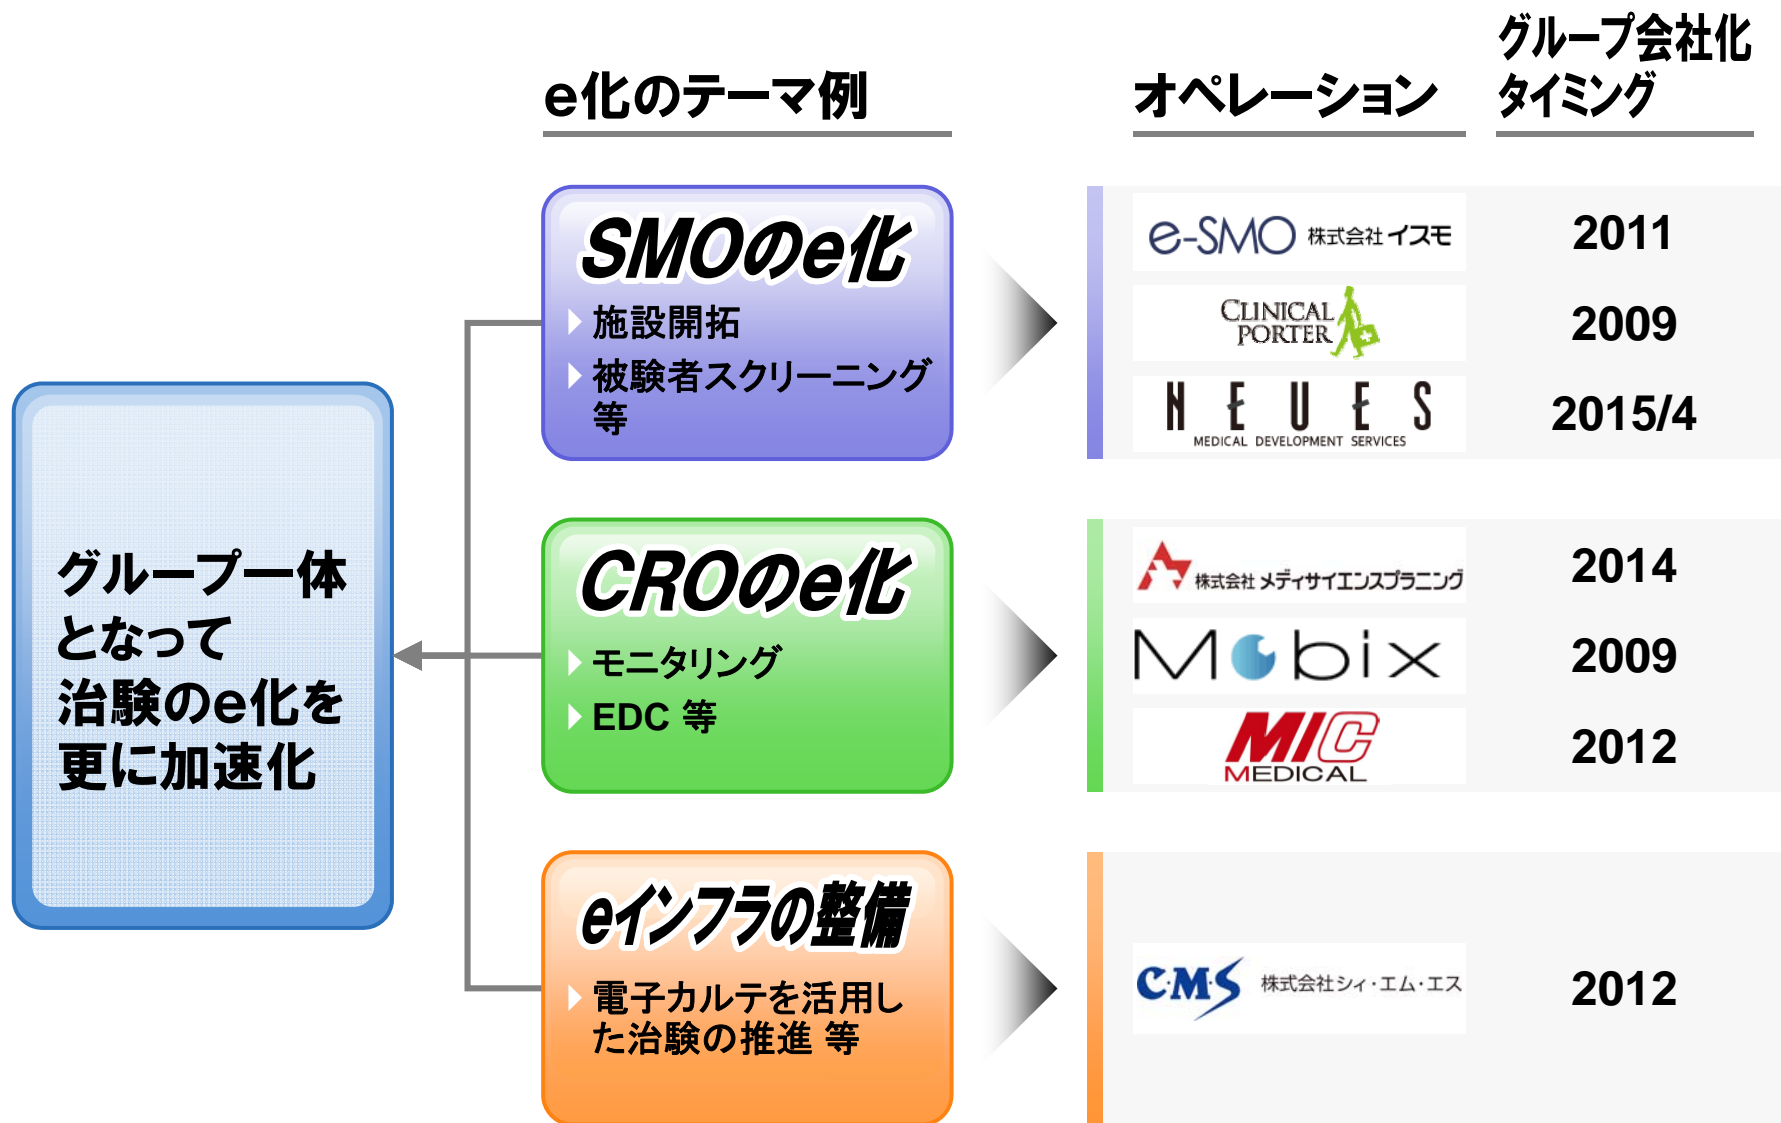 e化のテーマ例
オペレーション
グループ会社化
タイミング
グループ一体
となって
治験のe化を
更に加速化
SMOのe化
施設開拓
被験者スクリーニング
等
e-SMO 株式会社イスモ
2011
CLINICAL
PORTER
2009
NEUES
MEDICAL DEVELOPMENT SERVICES
2015/4
CROのe化
モニタリング
EDC 等
株式会社 メディサイエンスプラニング
2014
Mobix
2009
MIC
MEDICAL
2012
eインフラの整備
電子カルテを活用し
た治験の推進 等
C・M・S 株式会社シィ・エム・エス
2012